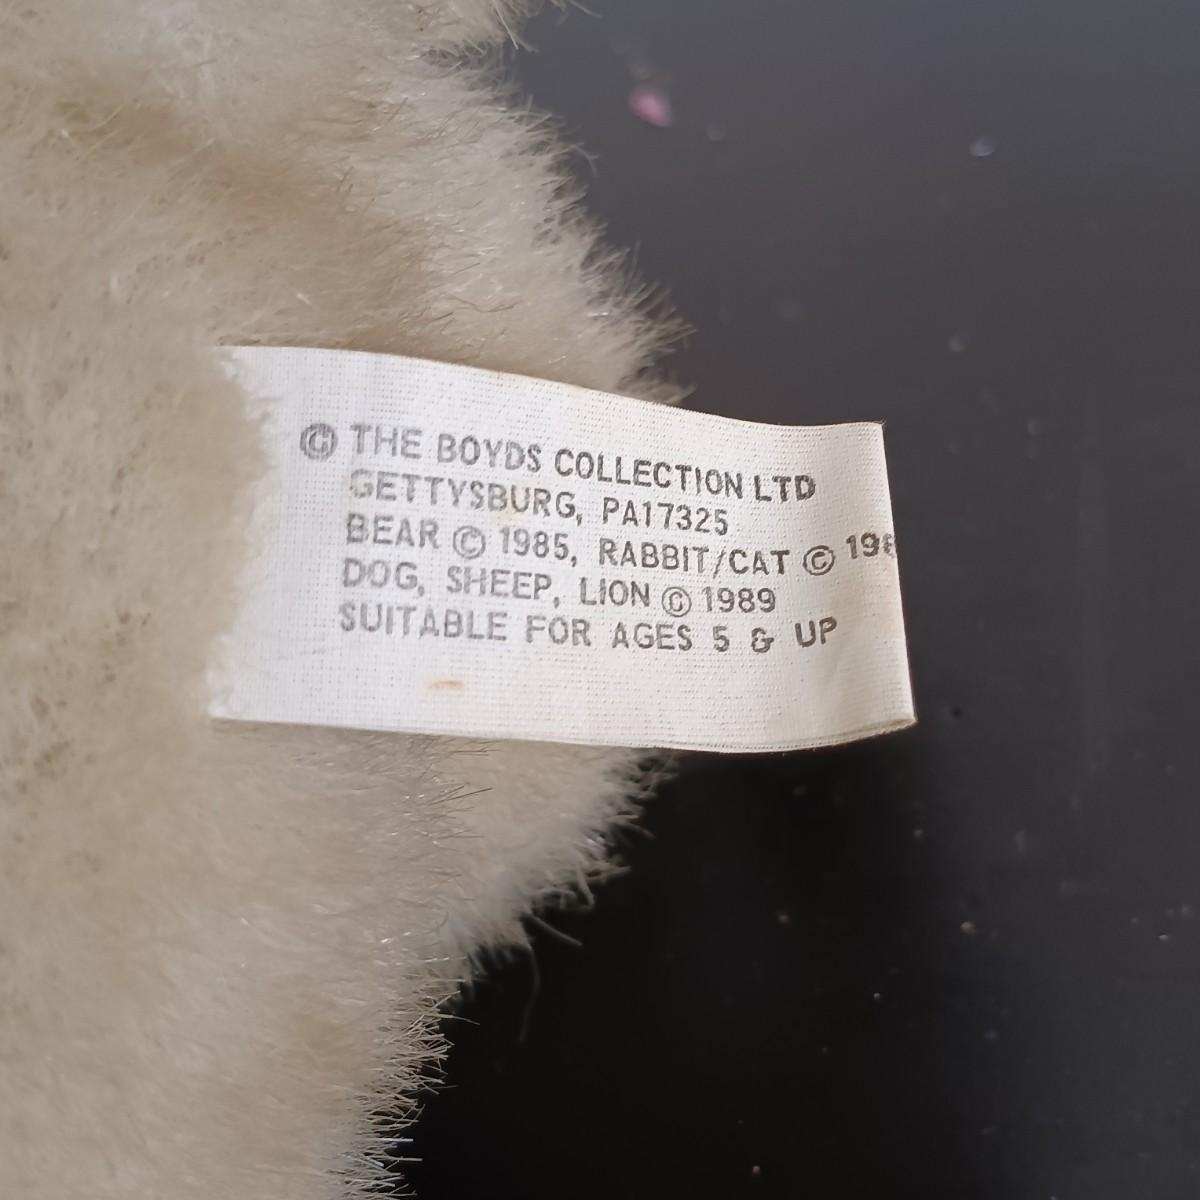 © THE BOYDS COLLECTION LTD
GETTYSBURG, PA17325
BEAR © 1985, RABBIT/CAT ©
DOG, SHEEP, LION © 1989
SUITABLE FOR AGES 5 & UP